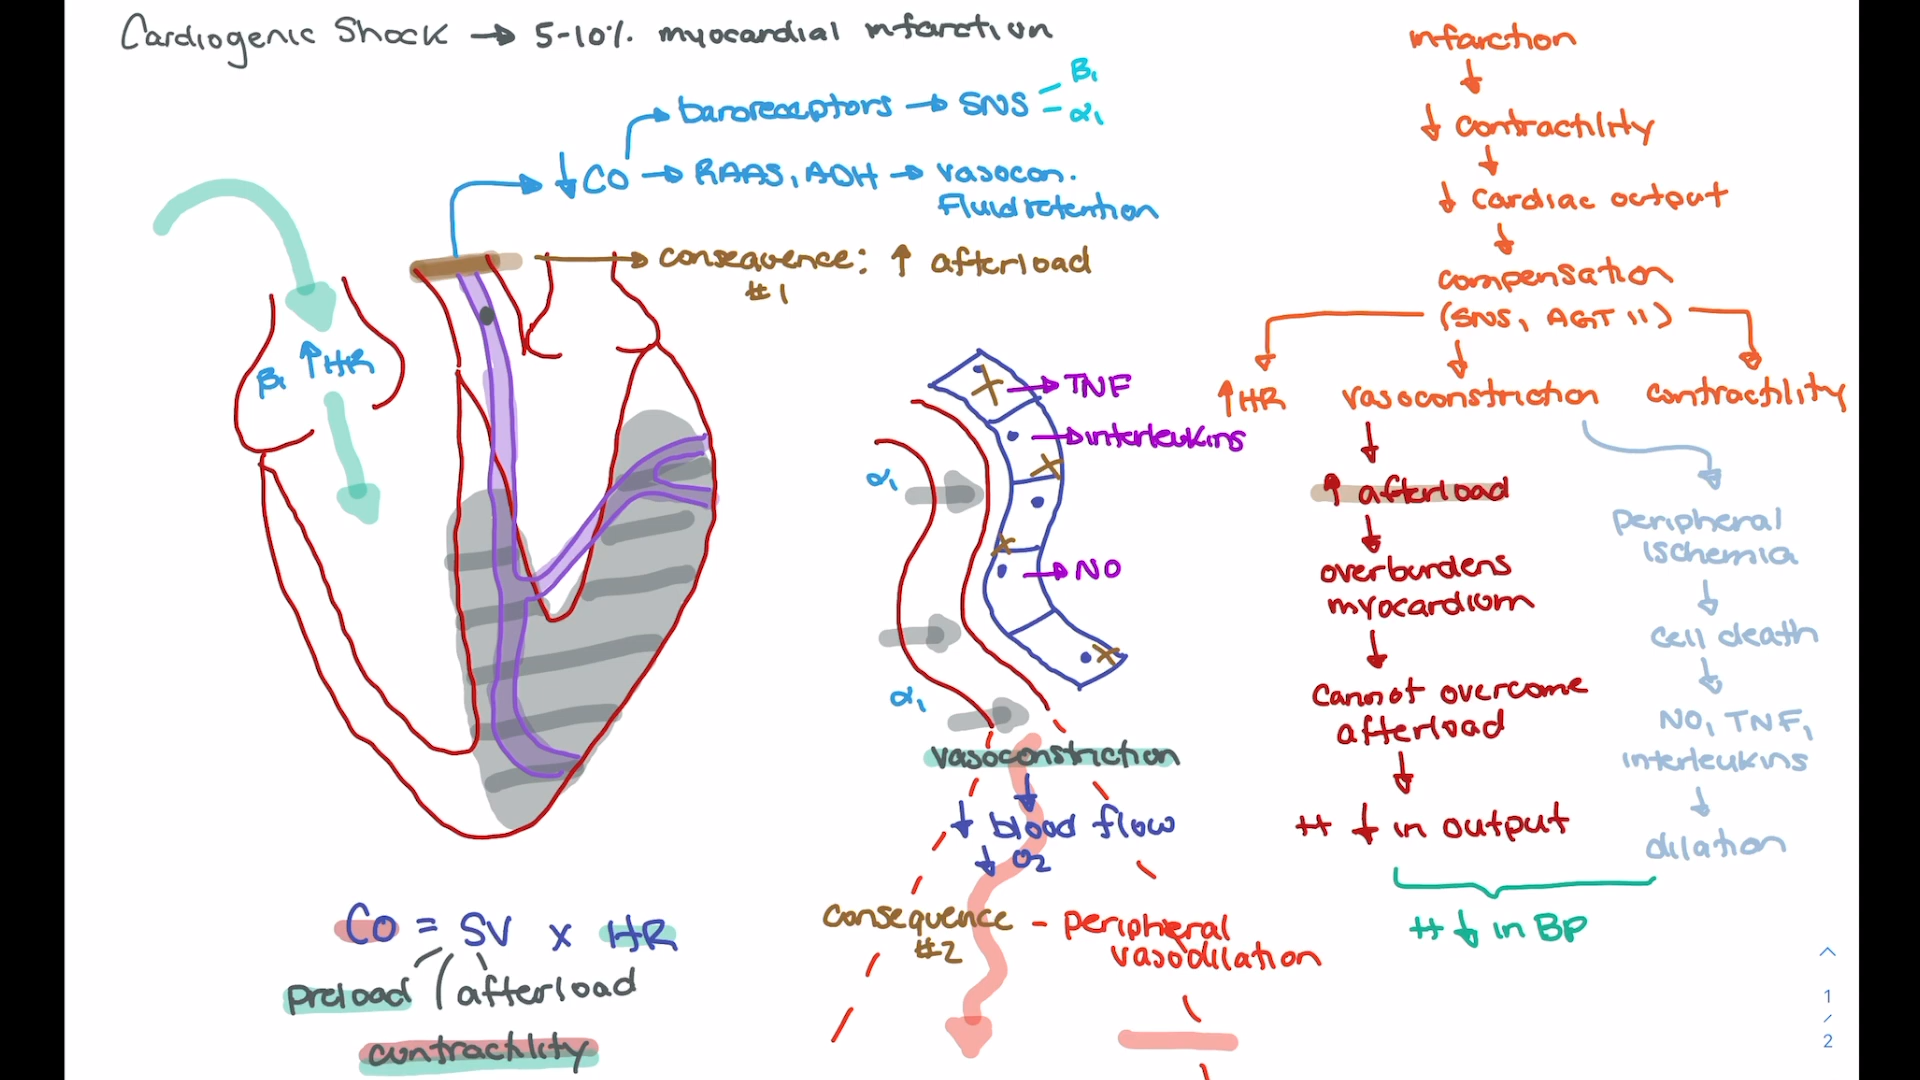 Cardiogenic Shock → 5-10% myocardial infarction
baroreceptors → SNS
β₁
α₁
↓ CO → RAAS, ADH → vasocon.
Fluid retention
consequence: ↑ afterload
#1
β₁ ↑HR
→ TNF
→ interleukins
→ NO
α₁
α₁
vasoconstriction
↓ blood flow
↓ O₂
Consequence - peripheral
#2 vasodilation
CO = SV x HR
preload / afterload
contractility
infarction
↓
↓ contractility
↓
↓ Cardiac output
↓
compensation
(SNS, AGT II)
↑HR vasoconstriction contractility
↓
↑ afterload
↓
overburdens
myocardium
↓
Cannot overcome
afterload
↓
++ ↓ in output
peripheral
ischemia
↓
cell death
↓
NO, TNF,
interleukins
↓
dilation
++ ↓ in BP
1
/
2